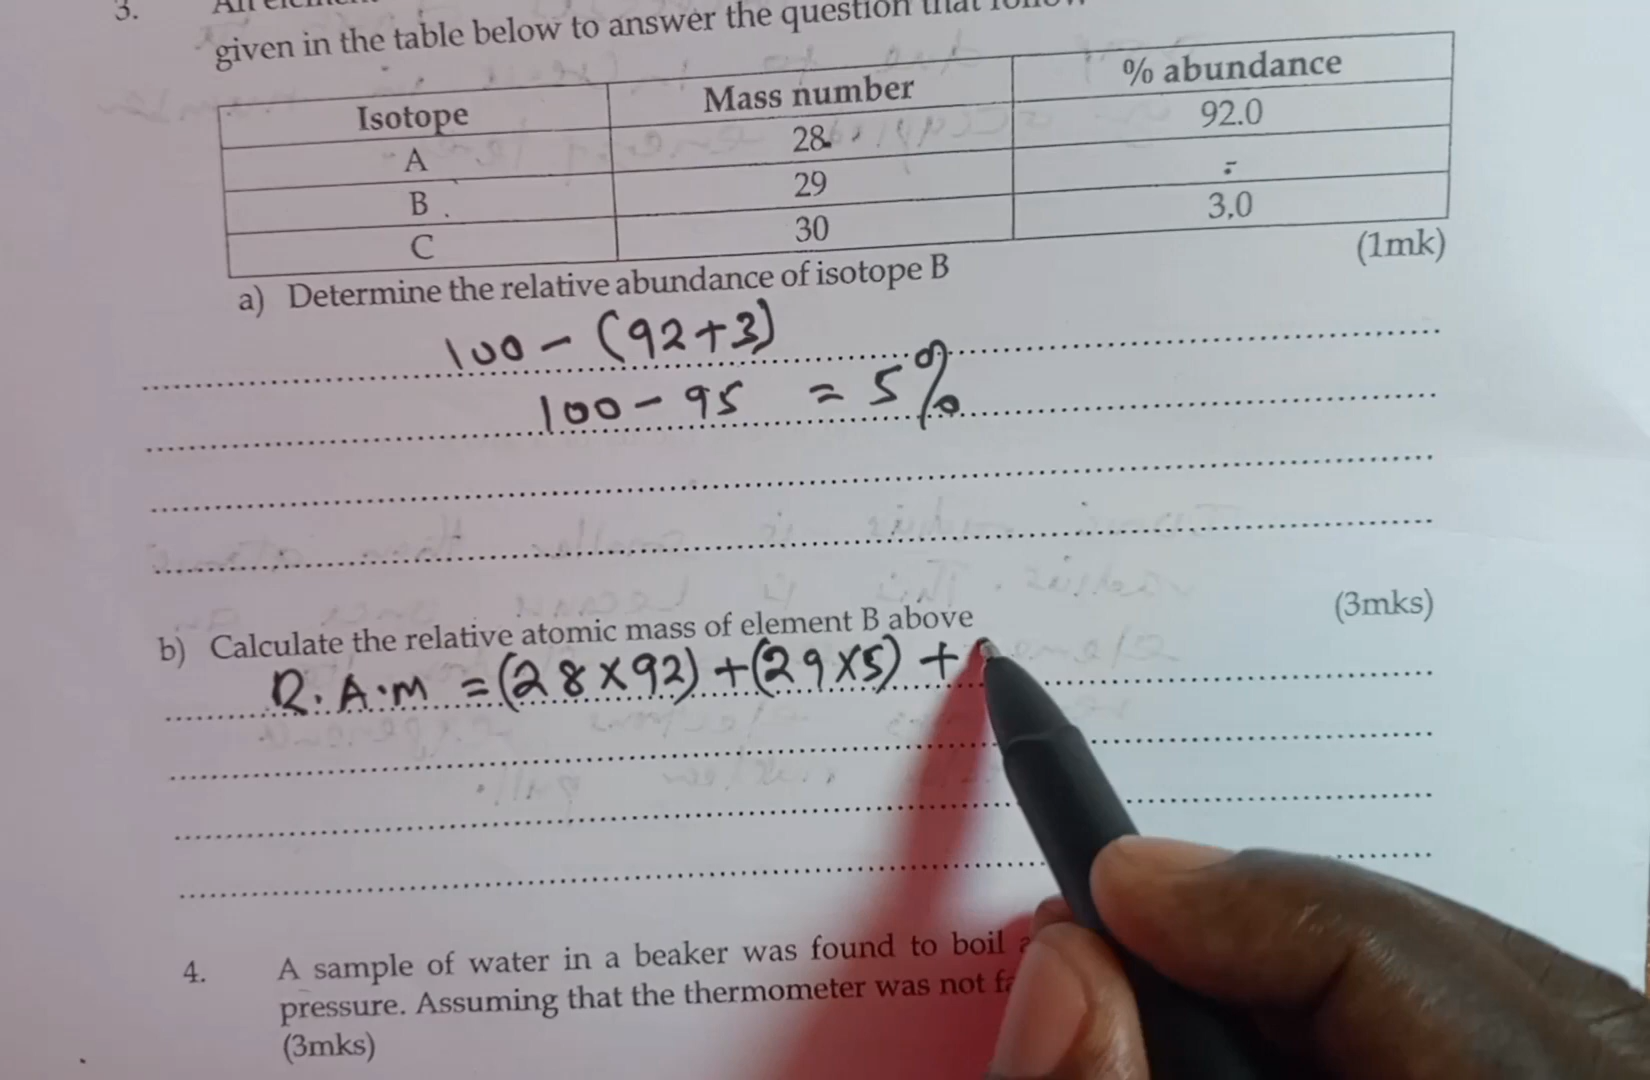 3.
given in the table below to answer the question that
Isotope Mass number % abundance
A 28 92.0
B 29 -
C 30 3.0
a) Determine the relative abundance of isotope B (1mk)
100 - (92+3)
100 - 95 = 5%
b) Calculate the relative atomic mass of element B above (3mks)
R.A.M = (28 x 92) + (29 x 5) +
4. A sample of water in a beaker was found to boil
pressure. Assuming that the thermometer was not
(3mks)